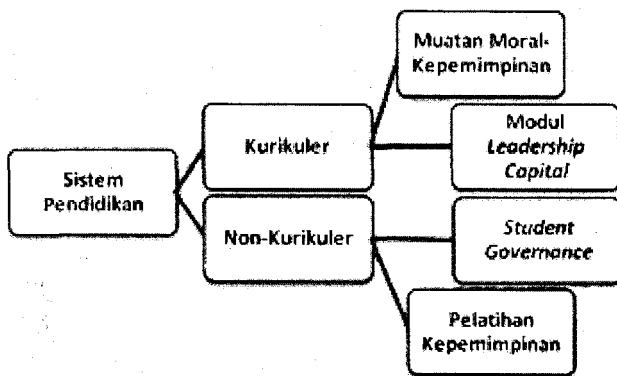 Muatan Moral-
Kepemimpinan
Kurikuler
Modul
Leadership
Capital
Sistem
Pendidikan
Non-Kurikuler
Student
Governance
Pelatihan
Kepemimpinan